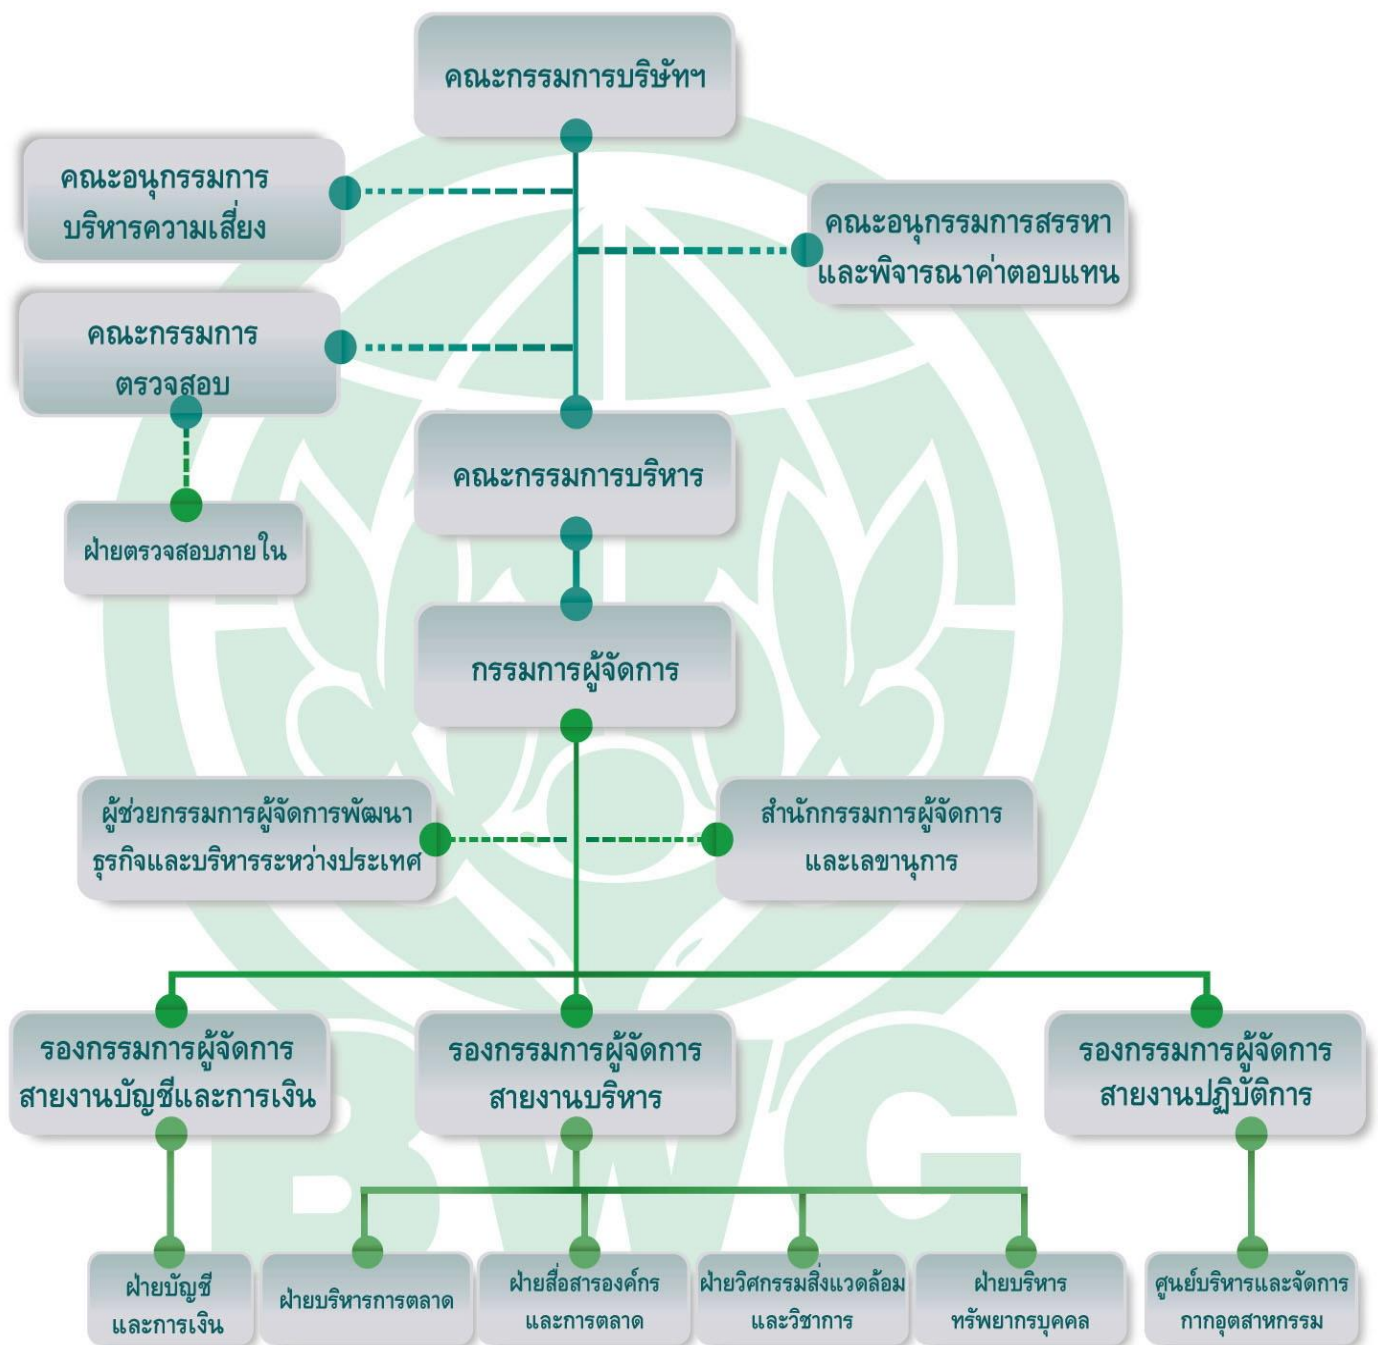 คณะกรรมการบริษัทฯ
คณะอนุกรรมการ
บริหารความเสี่ยง
คณะอนุกรรมการสรรหา
และพิจารณาค่าตอบแทน
คณะกรรมการ
ตรวจสอบ
คณะกรรมการบริหาร
ฝ่ายตรวจสอบภายใน
กรรมการผู้จัดการ
ผู้ช่วยกรรมการผู้จัดการพัฒนา
ธุรกิจและบริหารระหว่างประเทศ
สำนักกรรมการผู้จัดการ
และเลขานุการ
รองกรรมการผู้จัดการ
สายงานบัญชีและการเงิน
รองกรรมการผู้จัดการ
สายงานบริหาร
รองกรรมการผู้จัดการ
สายงานปฏิบัติการ
BWG
ฝ่ายบัญชี
และการเงิน
ฝ่ายบริหารการตลาด
ฝ่ายสื่อสารองค์กร
และการตลาด
ฝ่ายวิศกรรมสิ่งแวดล้อม
และวิชาการ
ฝ่ายบริหาร
ทรัพยากรบุคคล
ศูนย์บริหารและจัดการ
กากอุตสาหกรรม